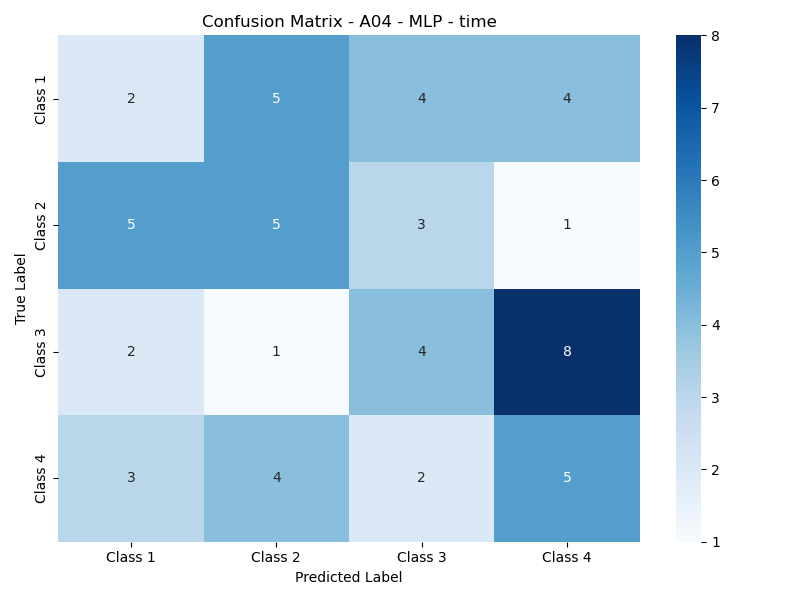 Confusion Matrix - A04 - MLP - time
True Label
Class 1
2 5 4 4
Class 2
5 5 3 1
Class 3
2 1 4 8
Class 4
3 4 2 5
Class 1 Class 2 Class 3 Class 4
Predicted Label
8
7
6
5
4
3
2
1